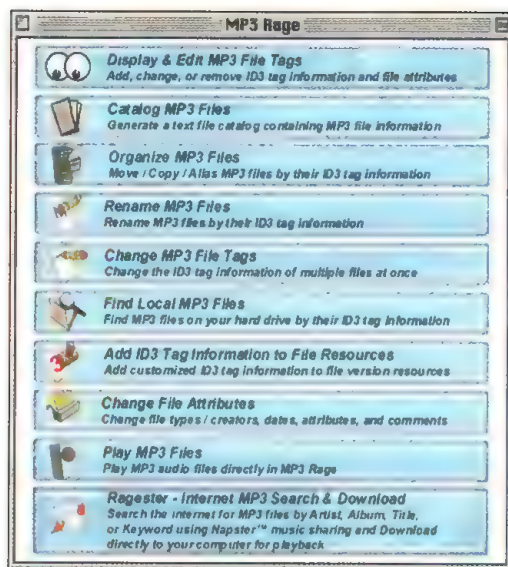 MP3 Rage
Display & Edit MP3 File Tags
Add, change, or remove ID3 tag information and file attributes
Catalog MP3 Files
Generate a text file catalog containing MP3 file information
Organize MP3 Files
Move / Copy / Alias MP3 files by their ID3 tag information
Rename MP3 Files
Rename MP3 files by their ID3 tag information
Change MP3 File Tags
Change the ID3 tag information of multiple files at once
Find Local MP3 Files
Find MP3 files on your hard drive by their ID3 tag information
Add ID3 Tag Information to File Resources
Add customized ID3 tag information to file version resources
Change File Attributes
Change file types / creators, dates, attributes, and comments
Play MP3 Files
Play MP3 audio files directly in MP3 Rage
Ragester - Internet MP3 Search & Download
Search the internet for MP3 files by Artist, Album, Title,
or Keyword using Napster™ music sharing and Download
directly to your computer for playback